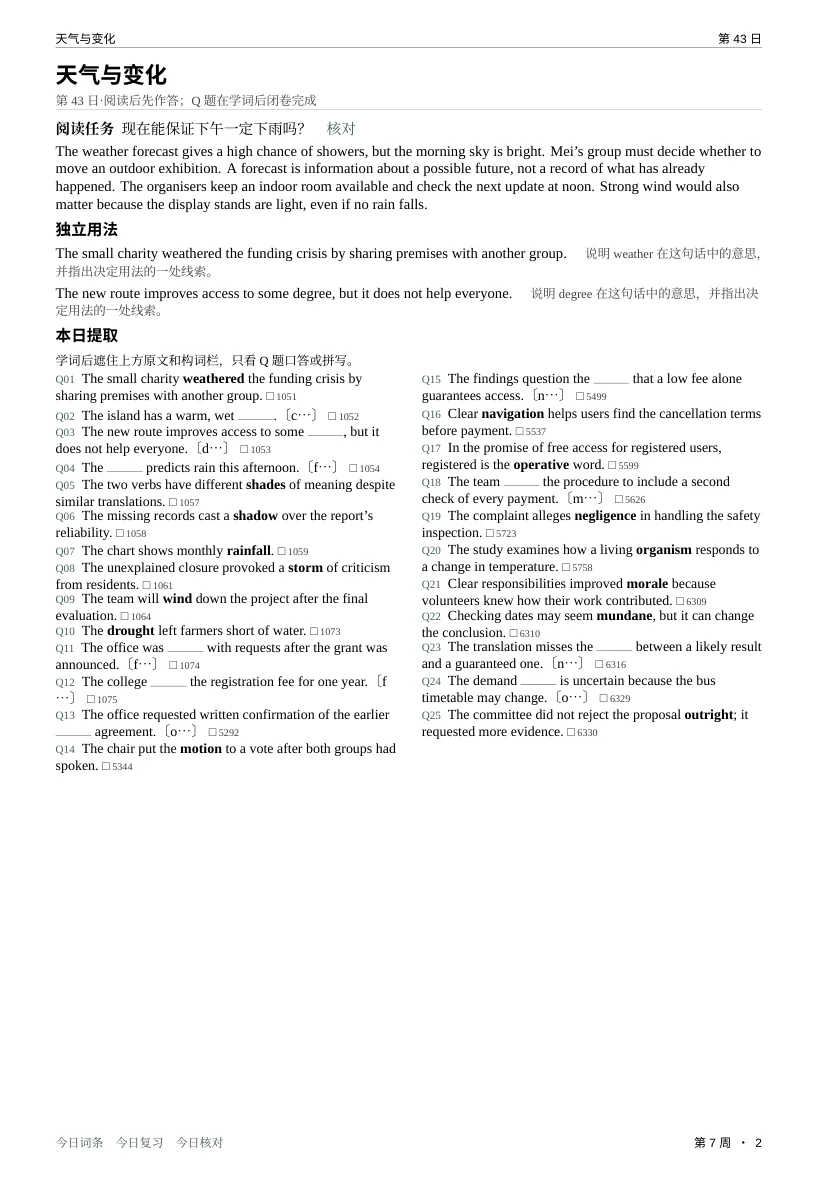 天气与变化
第 43 日
天气与变化
第 43 日·阅读后先作答；Q 题在学词后闭卷完成
阅读任务 现在能保证下午一定下雨吗？ 核对
The weather forecast gives a high chance of showers, but the morning sky is bright. Mei’s group must decide whether to
move an outdoor exhibition. A forecast is information about a possible future, not a record of what has already
happened. The organisers keep an indoor room available and check the next update at noon. Strong wind would also
matter because the display stands are light, even if no rain falls.
独立用法
The small charity weathered the funding crisis by sharing premises with another group. 说明 weather 在这句话中的意思，
并指出决定用法的一处线索。
The new route improves access to some degree, but it does not help everyone. 说明 degree 在这句话中的意思，并指出决
定用法的一处线索。
本日提取
学词后遮住上方原文和构词栏，只看 Q 题口答或拼写。
Q01 The small charity weathered the funding crisis by
sharing premises with another group. □ 1051
Q02 The island has a warm, wet _____. 〔c···〕 □ 1052
Q03 The new route improves access to some _____, but it
does not help everyone. 〔d···〕 □ 1053
Q04 The _____ predicts rain this afternoon. 〔f···〕 □ 1054
Q05 The two verbs have different shades of meaning despite
similar translations. □ 1057
Q06 The missing records cast a shadow over the report’s
reliability. □ 1058
Q07 The chart shows monthly rainfall. □ 1059
Q08 The unexplained closure provoked a storm of criticism
from residents. □ 1061
Q09 The team will wind down the project after the final
evaluation. □ 1064
Q10 The drought left farmers short of water. □ 1073
Q11 The office was _____ with requests after the grant was
announced. 〔f···〕 □ 1074
Q12 The college _____ the registration fee for one year. 〔f
···〕 □ 1075
Q13 The office requested written confirmation of the earlier
_____ agreement. 〔o···〕 □ 5292
Q14 The chair put the motion to a vote after both groups had
spoken. □ 5344
Q15 The findings question the _____ that a low fee alone
guarantees access. 〔n···〕 □ 5499
Q16 Clear navigation helps users find the cancellation terms
before payment. □ 5537
Q17 In the promise of free access for registered users,
registered is the operative word. □ 5599
Q18 The team _____ the procedure to include a second
check of every payment. 〔m···〕 □ 5626
Q19 The complaint alleges negligence in handling the safety
inspection. □ 5723
Q20 The study examines how a living organism responds to
a change in temperature. □ 5758
Q21 Clear responsibilities improved morale because
volunteers knew how their work contributed. □ 6309
Q22 Checking dates may seem mundane, but it can change
the conclusion. □ 6310
Q23 The translation misses the _____ between a likely result
and a guaranteed one. 〔n···〕 □ 6316
Q24 The demand _____ is uncertain because the bus
timetable may change. 〔o···〕 □ 6329
Q25 The committee did not reject the proposal outright; it
requested more evidence. □ 6330
今日词条 今日复习 今日核对
第 7 周 · 2